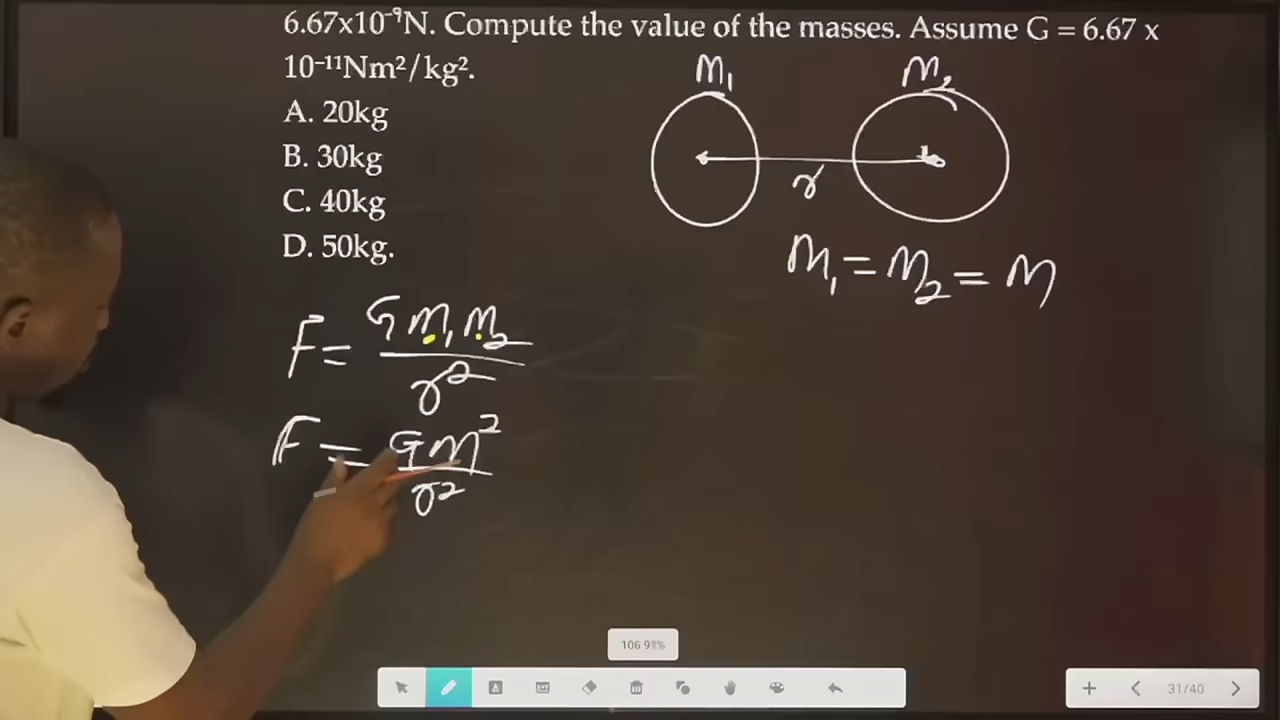 6.67x10⁻⁹N. Compute the value of the masses. Assume G = 6.67 x
10⁻¹¹Nm²/kg².
A. 20kg
B. 30kg
C. 40kg
D. 50kg.
M₁ M₂
r
M₁ = M₂ = M
F = GM₁M₂ / r²
F = GM² / r²
106.99%
31/40